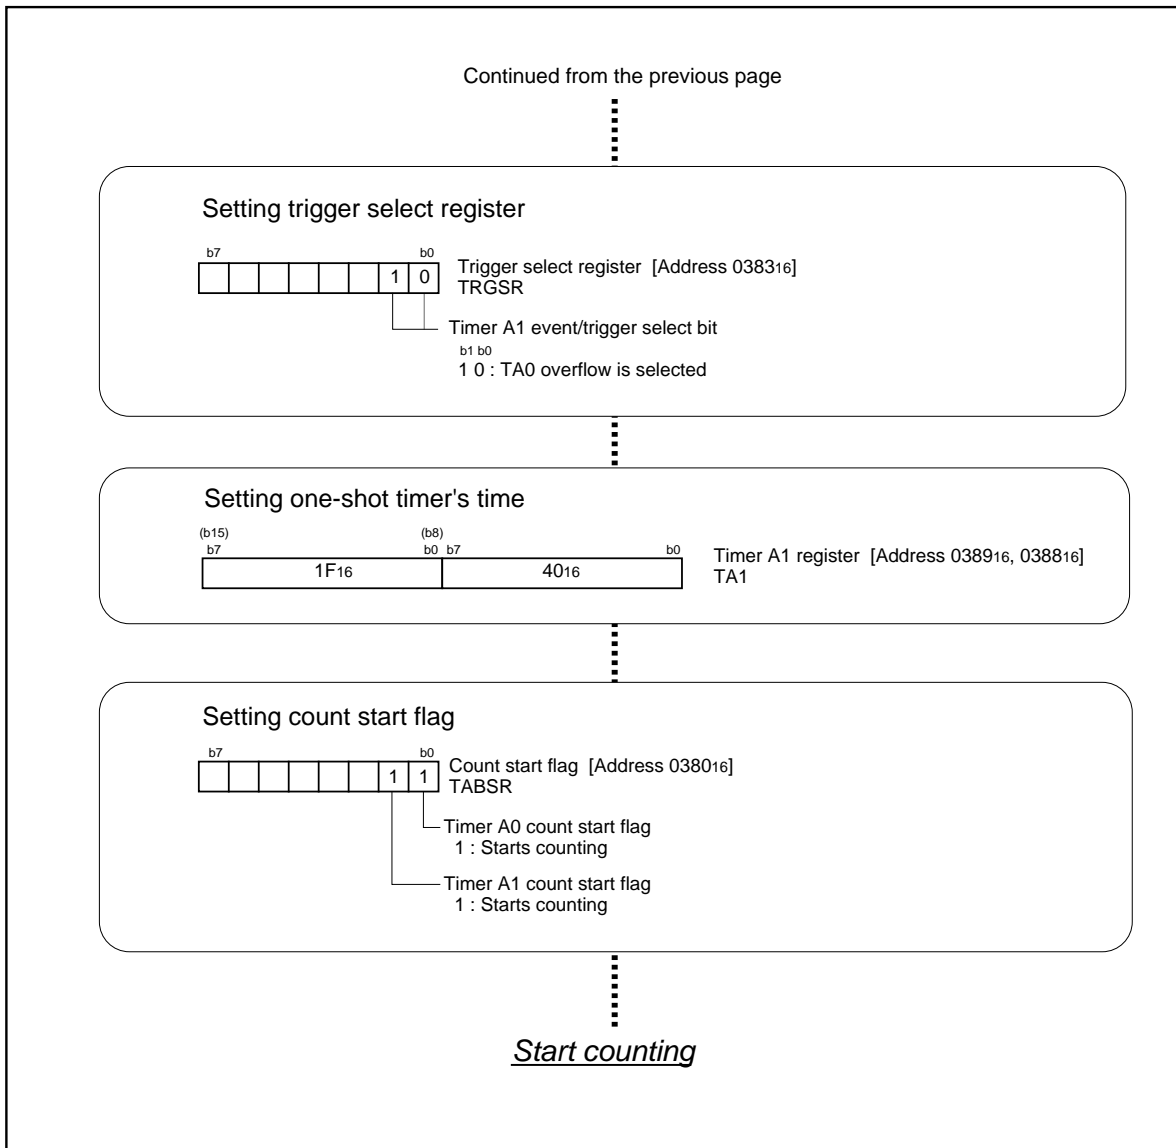 Continued from the previous page
Setting trigger select register
b7 b0
1 0
Trigger select register [Address 038316]
TRGSR
Timer A1 event/trigger select bit
b1 b0
1 0 : TA0 overflow is selected
Setting one-shot timer's time
(b15) (b8)
b7 b0 b7 b0
1F16 4016
Timer A1 register [Address 038916, 038816]
TA1
Setting count start flag
b7 b0
1 1
Count start flag [Address 038016]
TABSR
Timer A0 count start flag
1 : Starts counting
Timer A1 count start flag
1 : Starts counting
Start counting